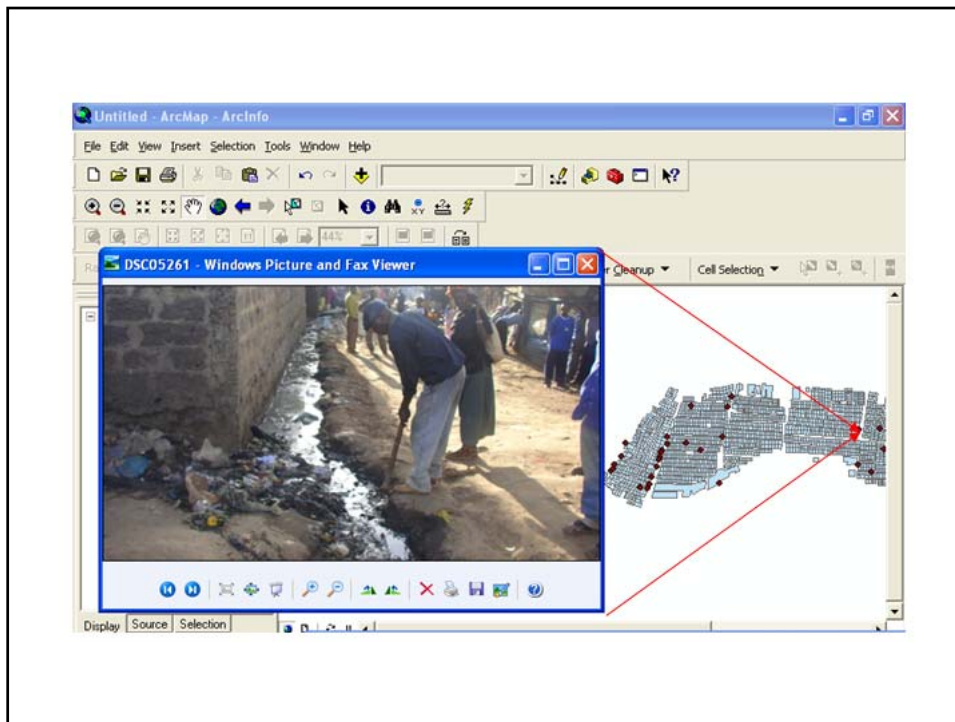 Untitled - ArcMap - ArcInfo
File Edit View Insert Selection Tools Window Help
44%
DSC05261 - Windows Picture and Fax Viewer
Cleanup
Cell Selection
Display Source Selection